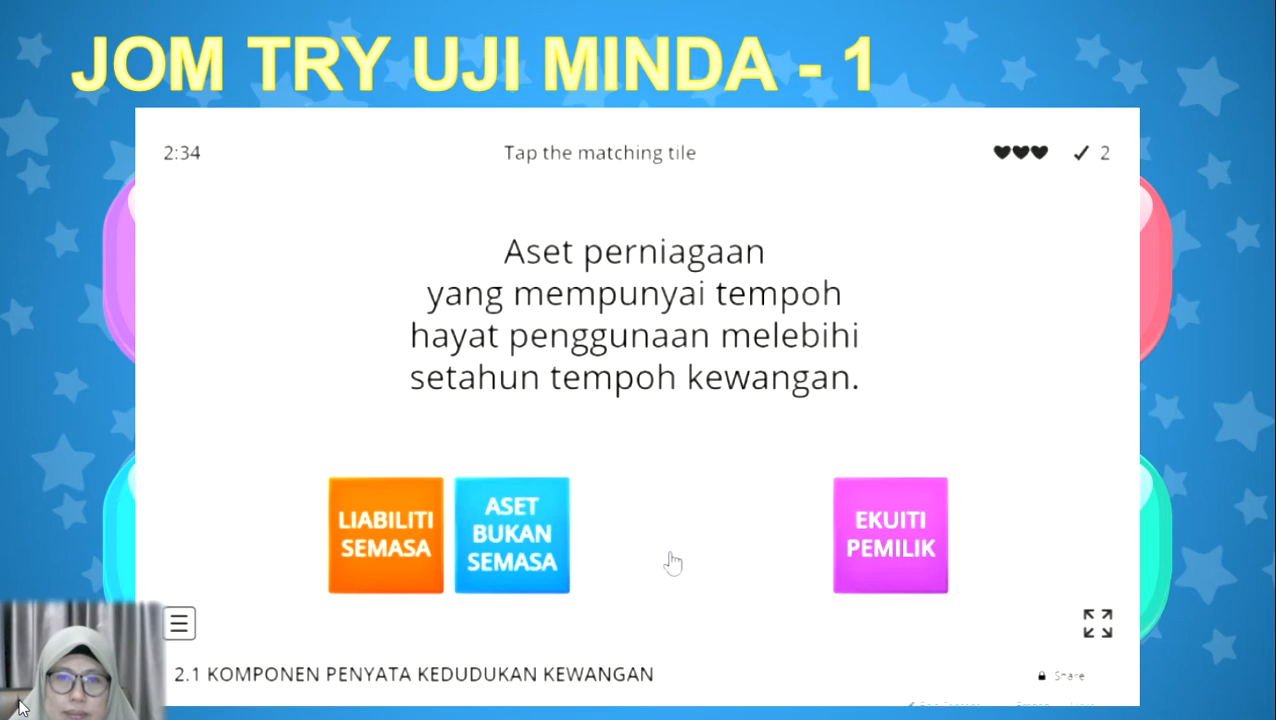 JOM TRY UJI MINDA - 1
2:34
Tap the matching tile
2
Aset perniagaan
yang mempunyai tempoh
hayat penggunaan melebihi
setahun tempoh kewangan.
LIABILITI
SEMASA
ASET
BUKAN
SEMASA
EKUITI
PEMILIK
2.1 KOMPONEN PENYATA KEDUDUKAN KEWANGAN
Share